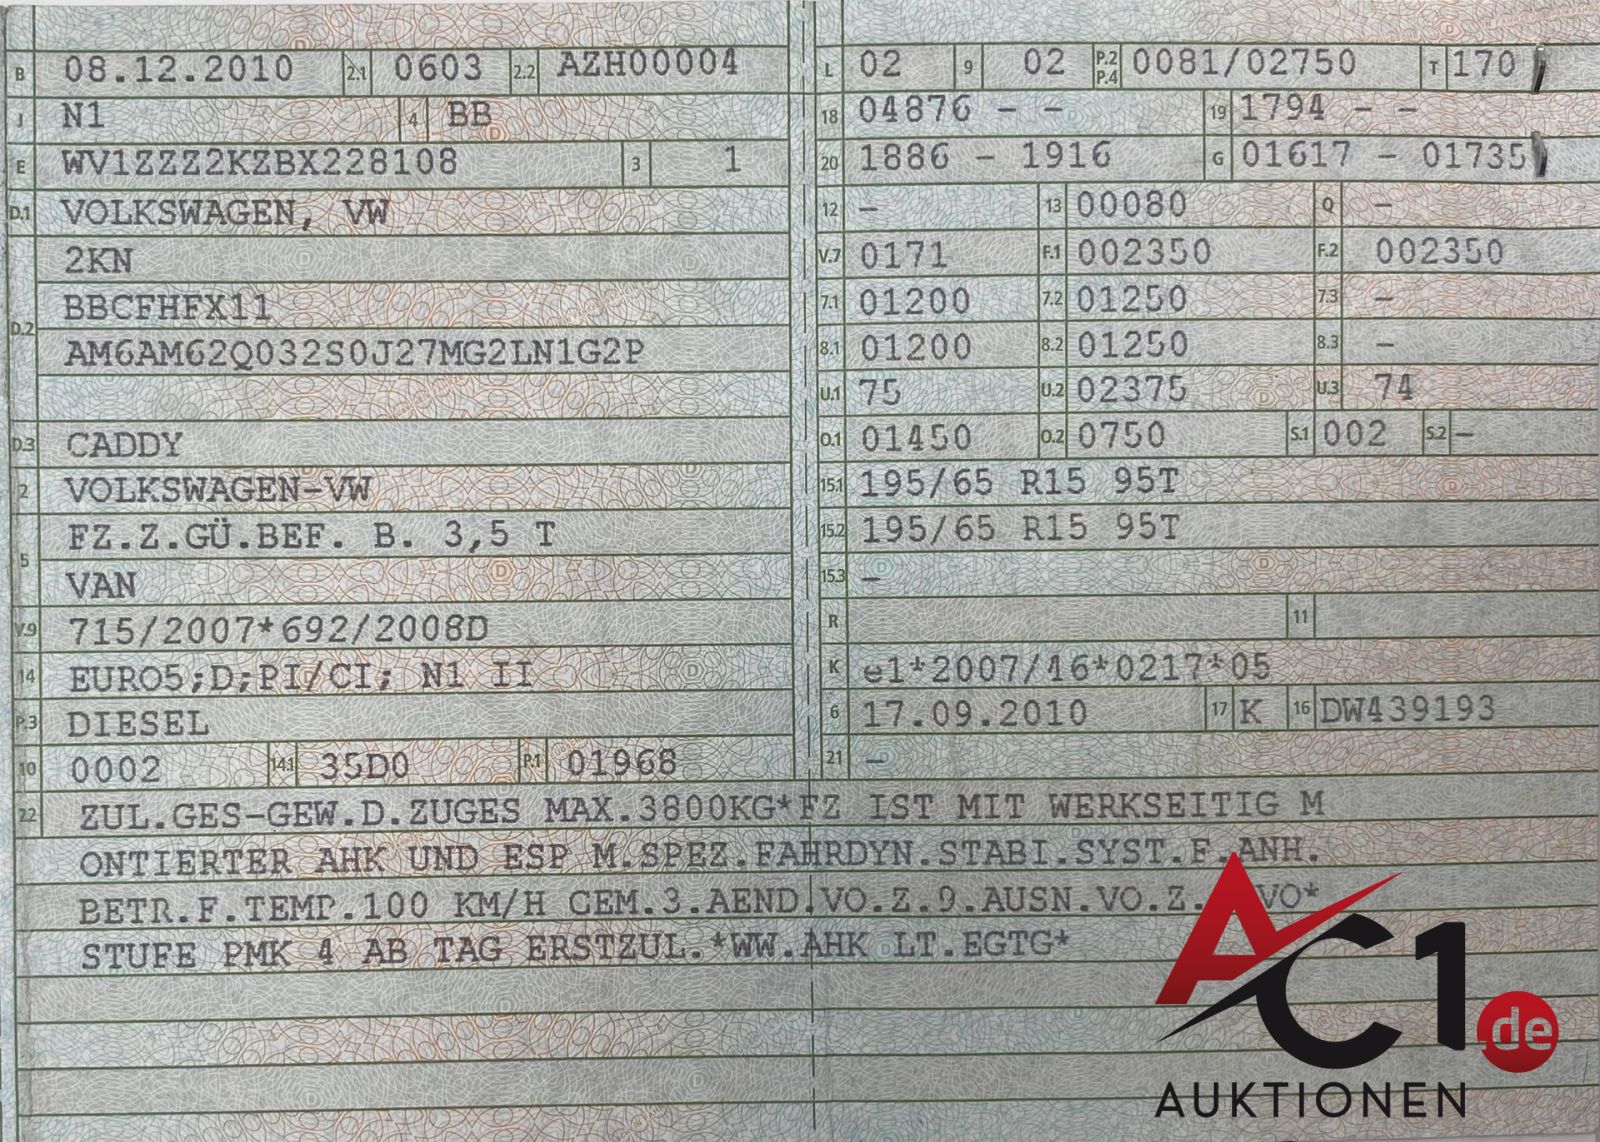 B 08.12.2010 2.1 0603 2.2 AZH00004
J N1 4 BB
E WV1ZZZ2KZBX228108 3 1
D.1 VOLKSWAGEN, VW
2KN
D.2 BBCFHFX11
AM6AM62Q032S0J27MG2LN1G2P
D.3 CADDY
2 VOLKSWAGEN-VW
5 FZ.Z.GÜ.BEF. B. 3,5 T
VAN
V.9 715/2007*692/2008D
14 EURO5;D;PI/CI; N1 II
P.3 DIESEL
10 0002 14.1 35D0 P.1 01968
L 02 9 02 P.2 P.4 0081/02750 T 170
18 04876 - - 19 1794 - -
20 1886 - 1916 G 01617 - 01735
12 - 13 00080 Q -
V.7 0171 F.1 002350 F.2 002350
7.1 01200 7.2 01250 7.3 -
8.1 01200 8.2 01250 8.3 -
U.1 75 U.2 02375 U.3 74
O.1 01450 O.2 0750 S.1 002 S.2 -
15.1 195/65 R15 95T
15.2 195/65 R15 95T
15.3 -
R 11
K e1*2007/46*0217*05
6 17.09.2010 17 K 16 DW439193
21 -
22 ZUL.GES-GEW.D.ZUGES MAX.3800KG*FZ IST MIT WERKSEITIG M
ONTIERTER AHK UND ESP M.SPEZ.FAHRDYN.STABI.SYST.F.ANH.
BETR.F.TEMP.100 KM/H GEM.3.AEND.VO.Z.9.AUSN.VO.Z. VO*
STUFE PMK 4 AB TAG ERSTZUL.*WW.AHK LT.EGTG*
AC1.de
AUKTIONEN